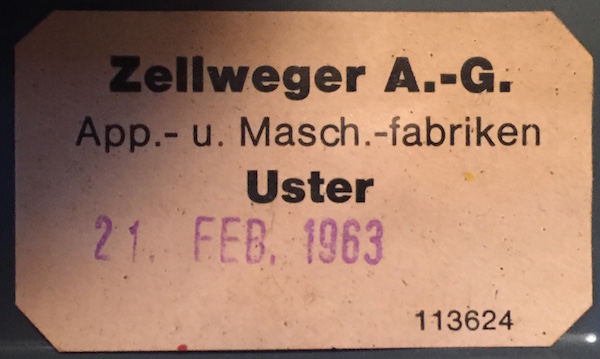 Zellweger A.-G.
App.- u. Masch.-fabriken
Uster
21. FEB. 1963
113624